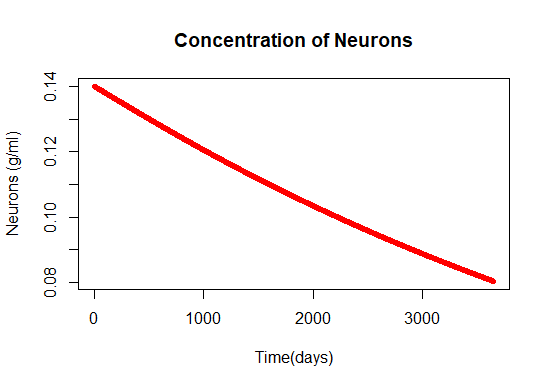 Concentration of Neurons
Neurons (g/ml)
0.14
0.12
0.10
0.08
0 1000 2000 3000
Time(days)